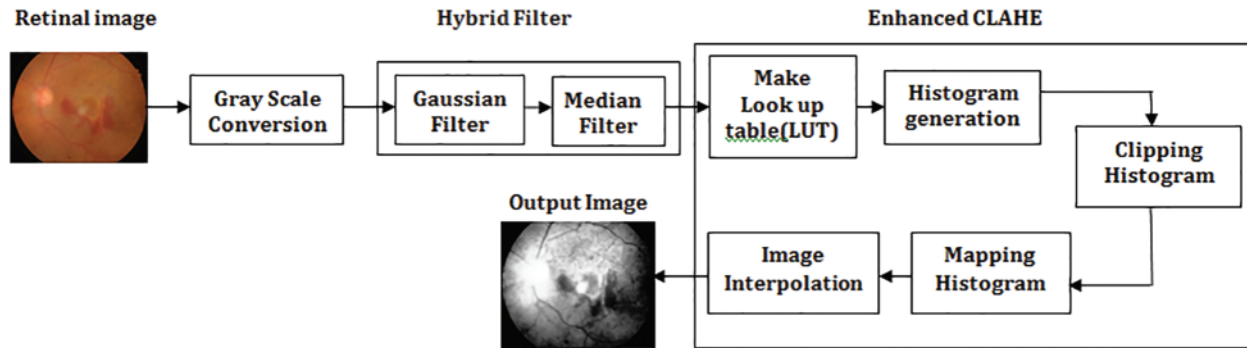 Retinal image
Hybrid Filter
Enhanced CLAHE
Gray Scale
Conversion
Gaussian
Filter
Median
Filter
Make
Look up
table(LUT)
Histogram
generation
Clipping
Histogram
Mapping
Histogram
Image
Interpolation
Output Image